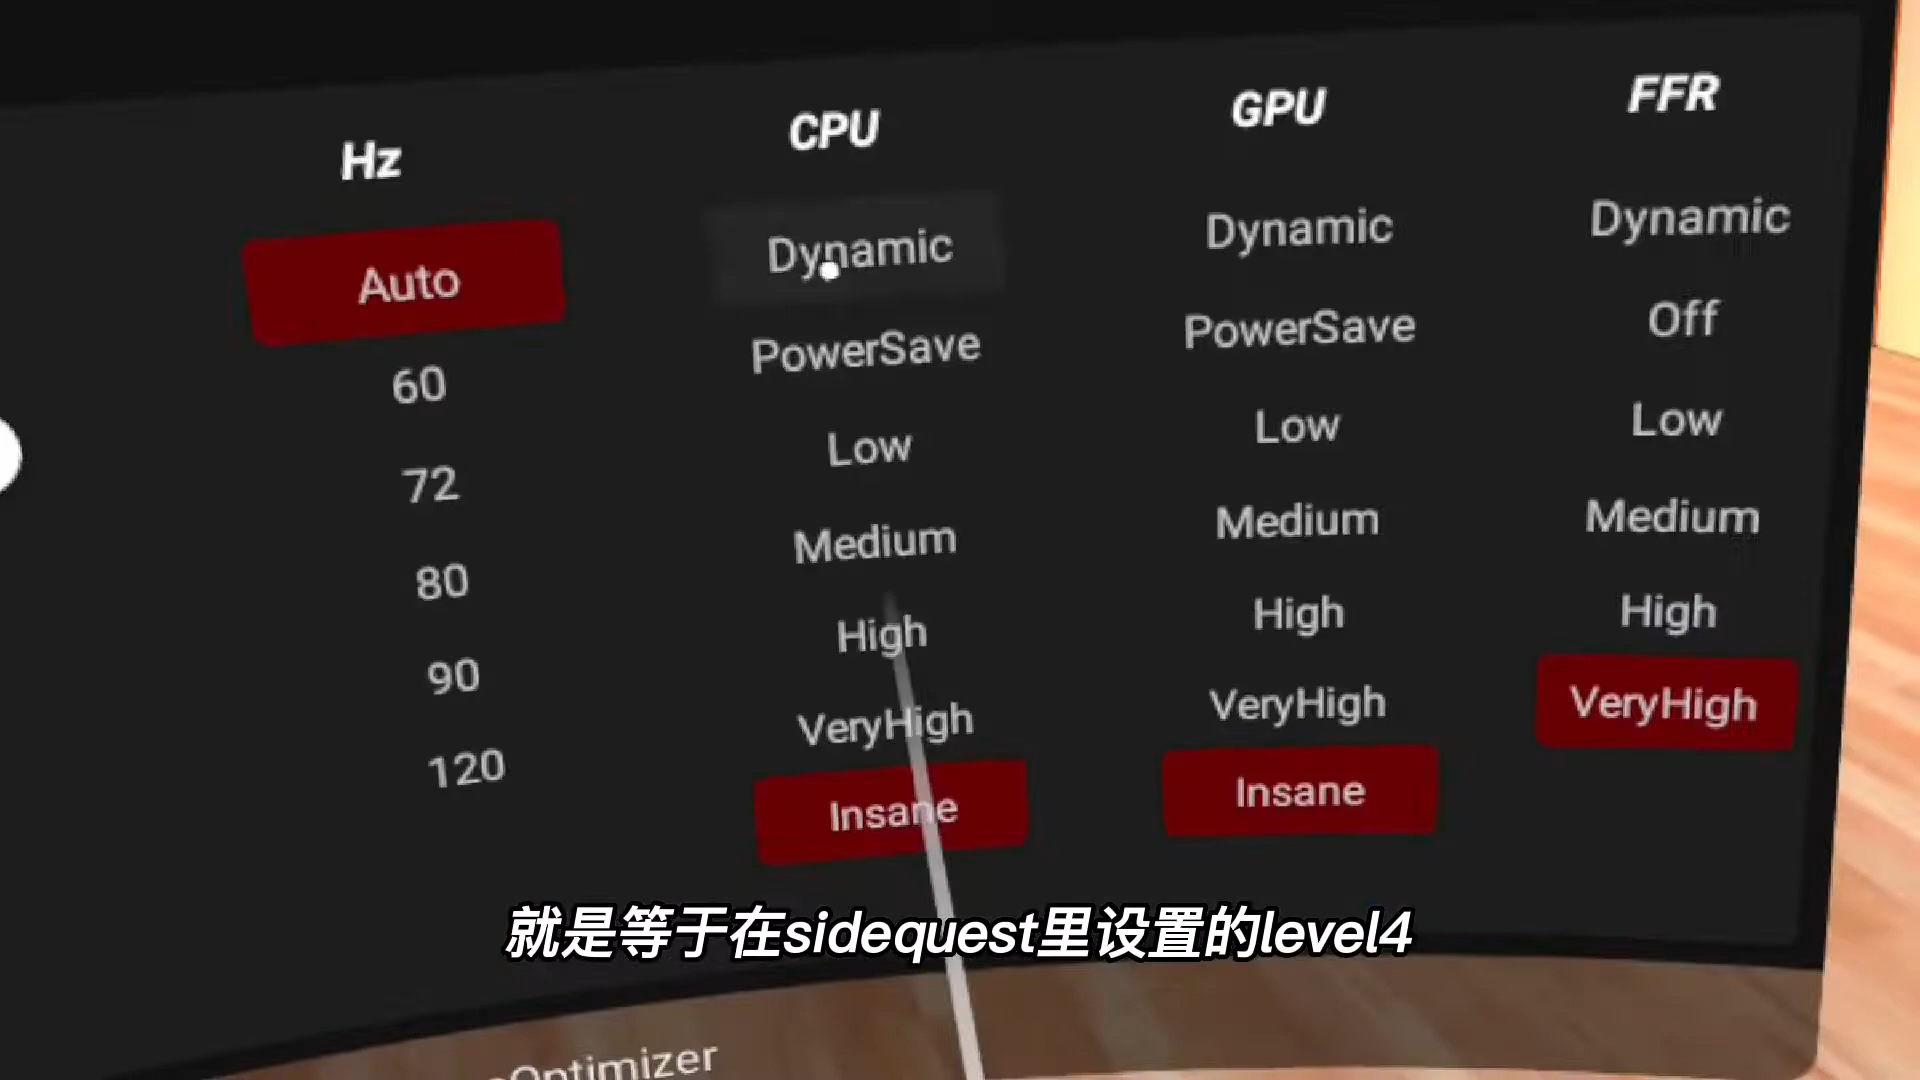 Hz
Auto
60
72
80
90
120
CPU
Dynamic
PowerSave
Low
Medium
High
VeryHigh
Insane
GPU
Dynamic
PowerSave
Low
Medium
High
VeryHigh
Insane
FFR
Dynamic
Off
Low
Medium
High
VeryHigh
就是等于在sidequest里设置的level4